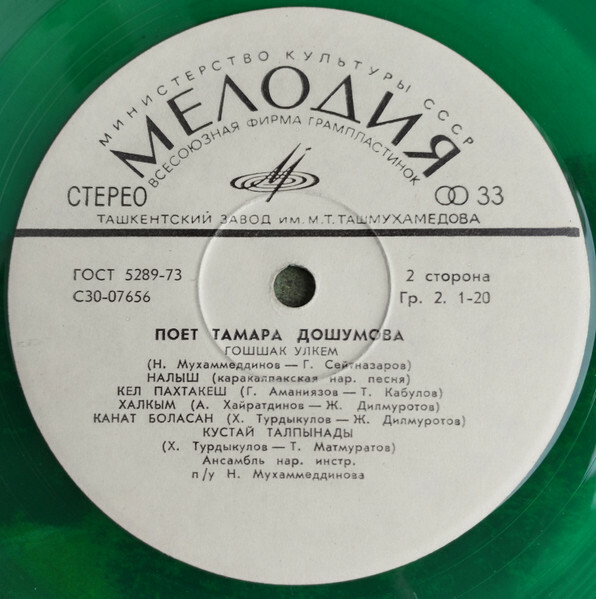 МИНИСТЕРСТВО КУЛЬТУРЫ СССР
МЕЛОДИЯ
ВСЕСОЮЗНАЯ ФИРМА ГРАМПЛАСТИНОК
СТЕРЕО 33
ТАШКЕНТСКИЙ ЗАВОД ИМ. М.Т. ТАШМУХАМЕДОВА
ГОСТ 5289-73 2 сторона
С30-07656 Гр. 2. 1-20
ПОЕТ ТАМАРА ДОШУМОВА
ГОШШАК УЛКЕМ
(Н. Мухаммеддинов — Г. Сейтназаров)
НАЛЫШ (каракалпакская нар. песня)
КЕЛ ПАХТАКЕШ (Г. Аманиязов — Т. Кабулов)
ХАЛКЫМ (А. Хайратдинов — Ж. Дилмуротов)
КАНАТ БОЛАСАН (Х. Турдыкулов — Ж. Дилмуротов)
КУСТАЙ ТАЛПЫНАДЫ
(Х. Турдыкулов — Т. Матмуратов)
Ансамбль нар. инстр.
п/у Н. Мухаммеддинова